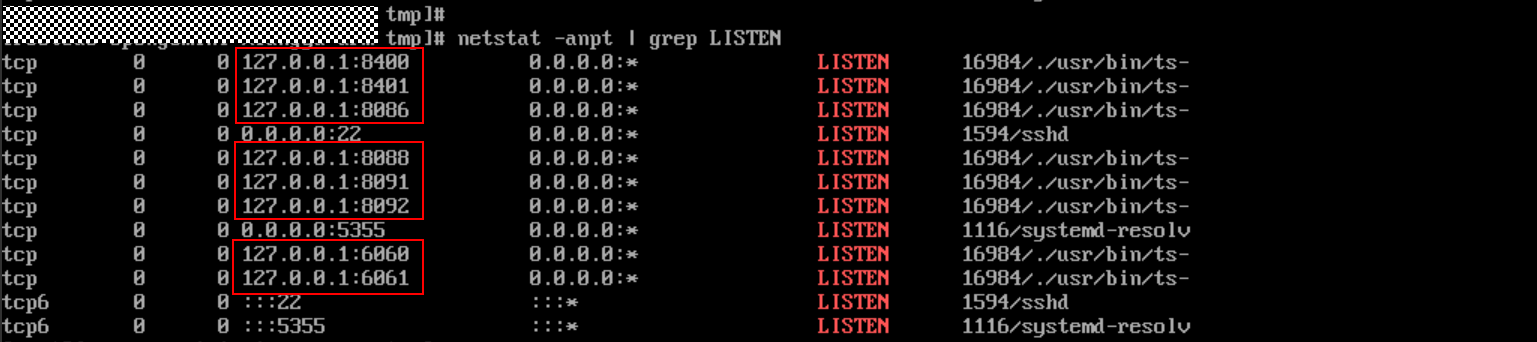 tmp]#
tmp]# netstat -anpt | grep LISTEN
tcp 0 0 127.0.0.1:8400 0.0.0.0:* LISTEN 16984/./usr/bin/ts-
tcp 0 0 127.0.0.1:8401 0.0.0.0:* LISTEN 16984/./usr/bin/ts-
tcp 0 0 127.0.0.1:8086 0.0.0.0:* LISTEN 16984/./usr/bin/ts-
tcp 0 0 0.0.0.0:22 0.0.0.0:* LISTEN 1594/sshd
tcp 0 0 127.0.0.1:8088 0.0.0.0:* LISTEN 16984/./usr/bin/ts-
tcp 0 0 127.0.0.1:8091 0.0.0.0:* LISTEN 16984/./usr/bin/ts-
tcp 0 0 127.0.0.1:8092 0.0.0.0:* LISTEN 16984/./usr/bin/ts-
tcp 0 0 0.0.0.0:5355 0.0.0.0:* LISTEN 1116/systemd-resolv
tcp 0 0 127.0.0.1:6060 0.0.0.0:* LISTEN 16984/./usr/bin/ts-
tcp 0 0 127.0.0.1:6061 0.0.0.0:* LISTEN 16984/./usr/bin/ts-
tcp6 0 0 :::22 :::* LISTEN 1594/sshd
tcp6 0 0 :::5355 :::* LISTEN 1116/systemd-resolv